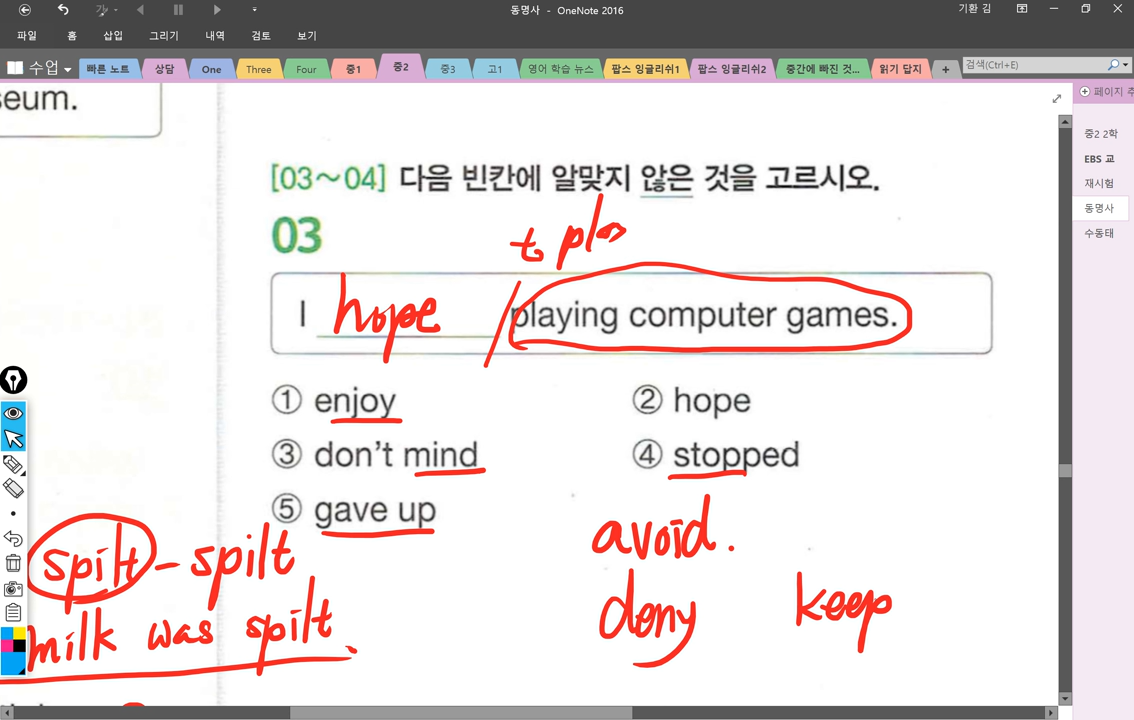 동명사 - OneNote 2016
기환 김
파일 홈 삽입 그리기 내역 검토 보기
수업 빠른 노트 상담 One Three Four 중1 중2 중3 고1 영어 학습 뉴스 팝스 잉글리쉬1 팝스 잉글리쉬2 중간에 빠진 것... 읽기 답지 + 검색(Ctrl+E)
페이지 추
중2 2학
EBS 교
재시험
동명사
수동태
seum.
[03~04] 다음 빈칸에 알맞지 않은 것을 고르시오.
03
to play
I hope playing computer games.
① enjoy ② hope
③ don't mind ④ stopped
⑤ gave up
avoid.
spilt - spilt
deny keep
milk was spilt.